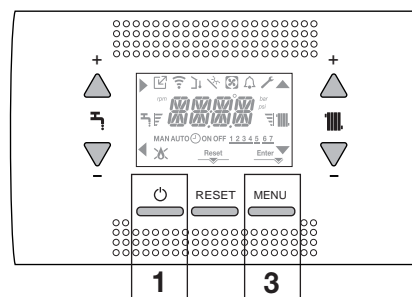 + +
rpm bar
psi
MAN AUTO ON OFF 1 2 3 4 5 6 7
Reset Enter
- -
RESET MENU
1 3